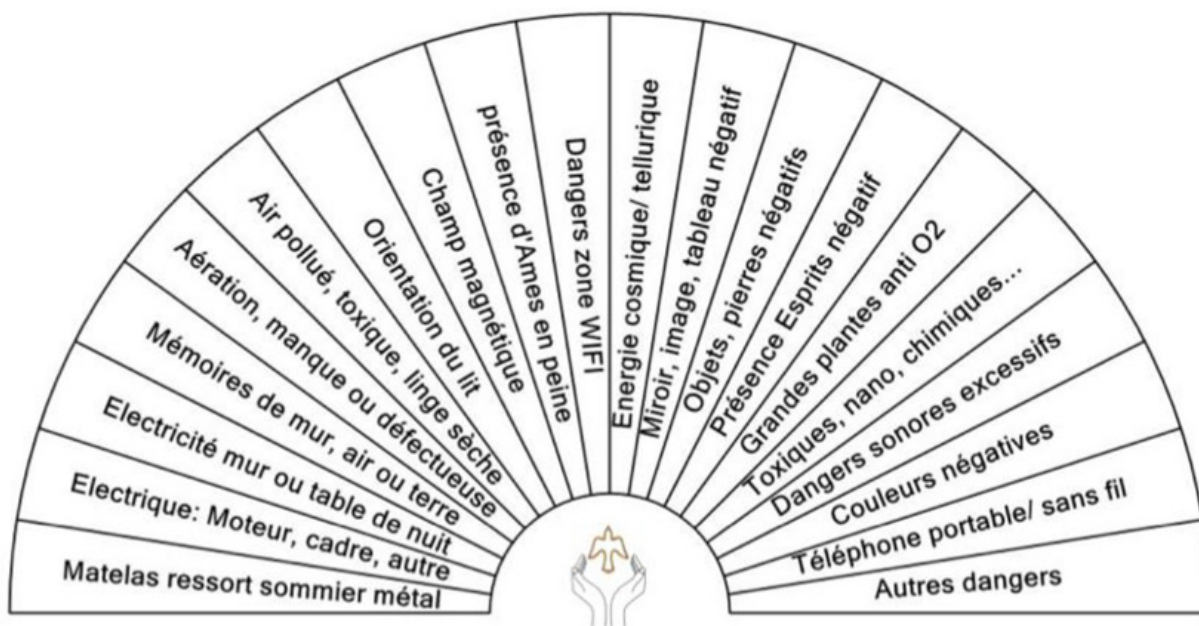 Matelas ressort sommier métal
Electrique: Moteur, cadre, autre
Electricité mur ou table de nuit
Mémoires de mur, air ou terre
Aération, manque ou défectueuse
Air pollué, toxique, linge sèche
Orientation du lit
Champ magnétique
présence d'Ames en peine
Dangers zone WIFI
Energie cosmique/ tellurique
Miroir, image, tableau négatif
Objets, pierres négatifs
Présence Esprits négatif
Grandes plantes anti O2
Toxiques, nano, chimiques...
Dangers sonores excessifs
Couleurs négatives
Téléphone portable/ sans fil
Autres dangers